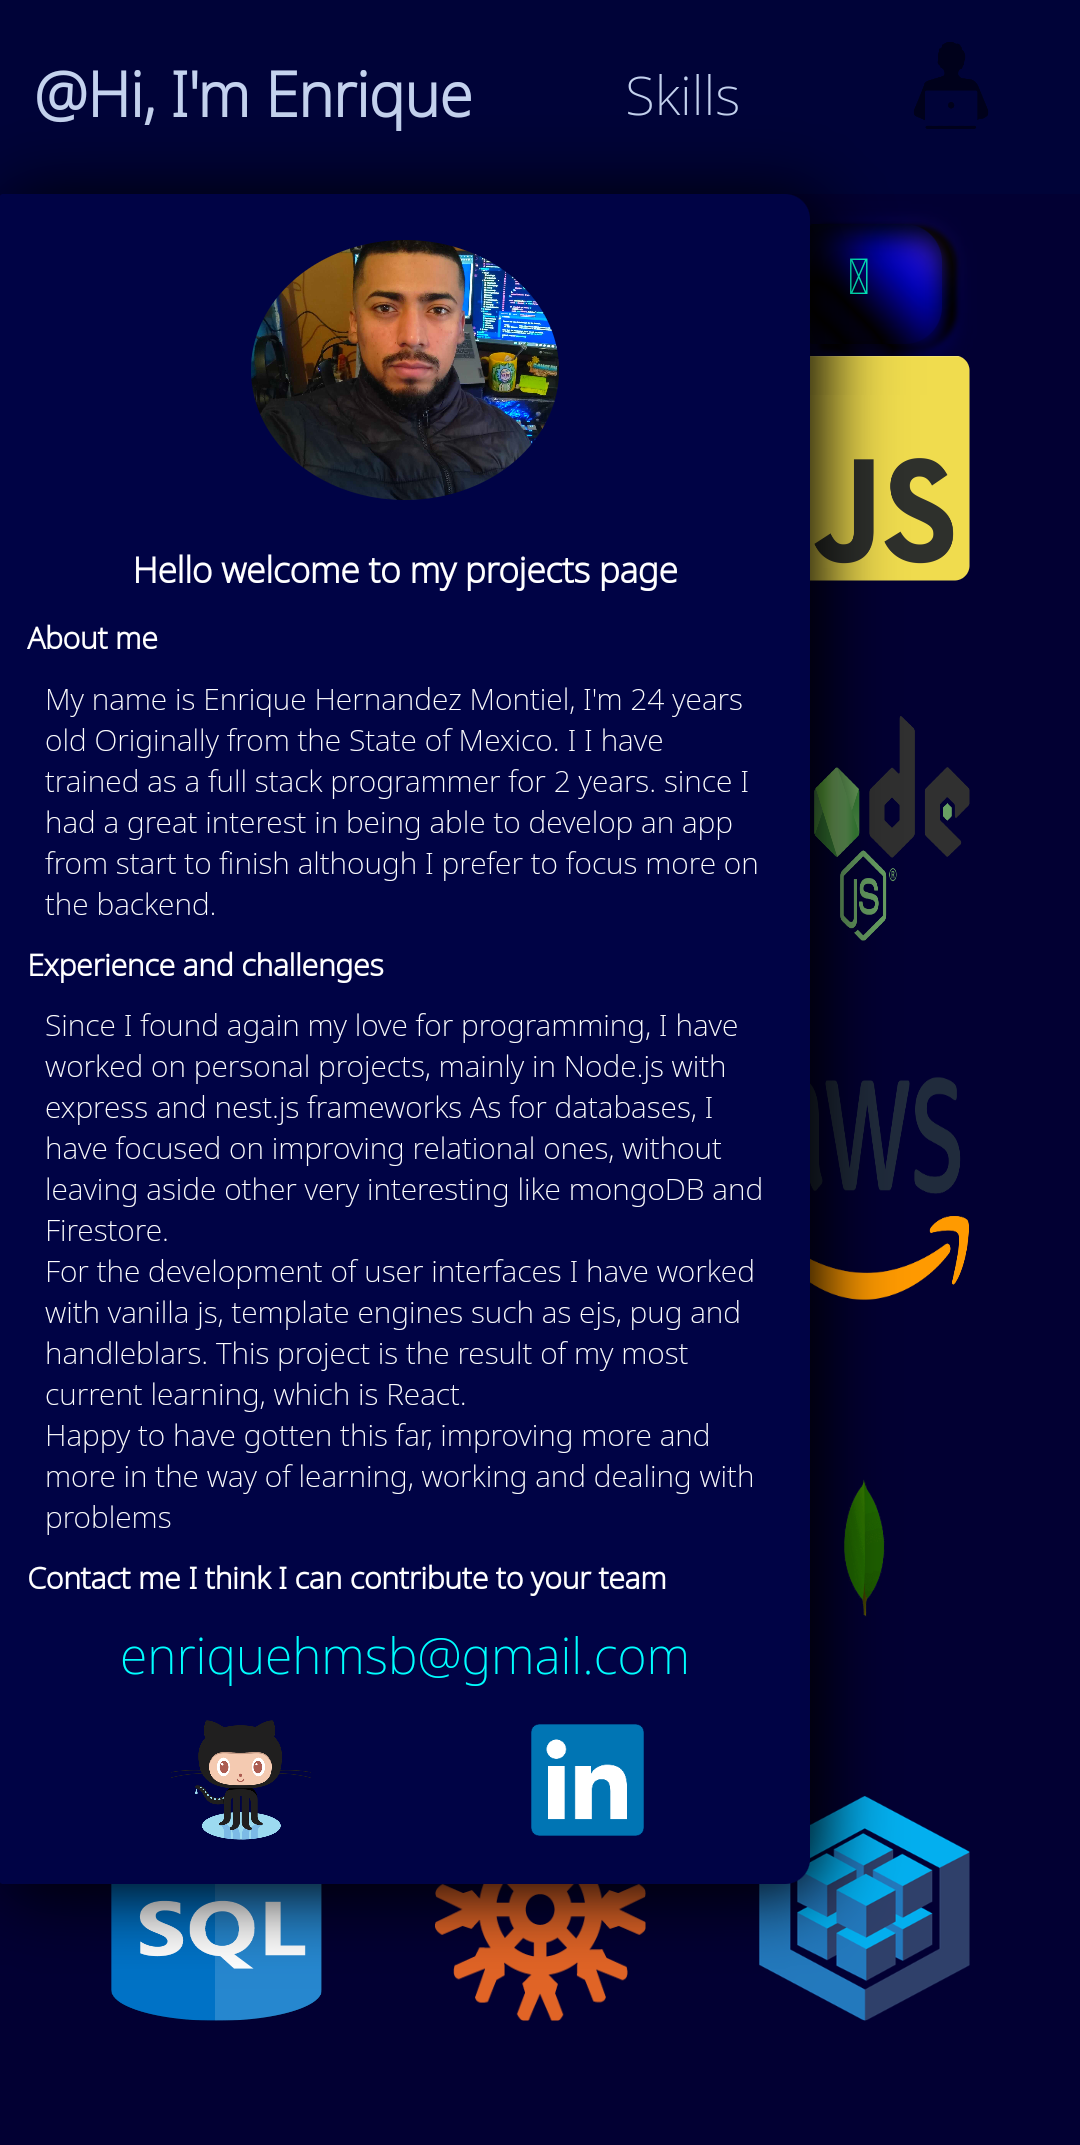 @Hi, I'm Enrique
Skills
JS
Hello welcome to my projects page
About me
My name is Enrique Hernandez Montiel, I'm 24 years
old Originally from the State of Mexico. I I have
trained as a full stack programmer for 2 years. since I
had a great interest in being able to develop an app
from start to finish although I prefer to focus more on
the backend.
Experience and challenges
Since I found again my love for programming, I have
worked on personal projects, mainly in Node.js with
express and nest.js frameworks As for databases, I
have focused on improving relational ones, without
leaving aside other very interesting like mongoDB and
Firestore.
For the development of user interfaces I have worked
with vanilla js, template engines such as ejs, pug and
handleblars. This project is the result of my most
current learning, which is React.
Happy to have gotten this far, improving more and
more in the way of learning, working and dealing with
problems
Contact me I think I can contribute to your team
enriquehmsb@gmail.com
in
node
JS
aws
SQL